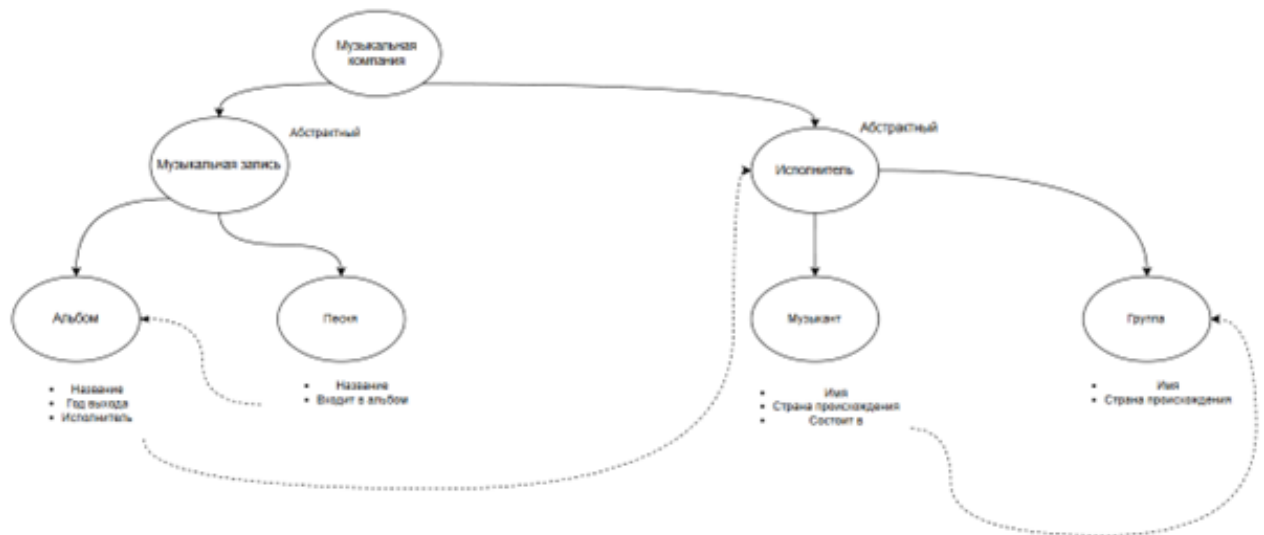 Музыкальная
компания
Абстрактный
Абстрактный
Музыкальная запись
Исполнитель
Альбом
Песня
Музыкант
Группа
Название
Год выхода
Исполнитель
Название
Входит в альбом
Имя
Страна происхождения
Состоит в
Имя
Страна происхождения